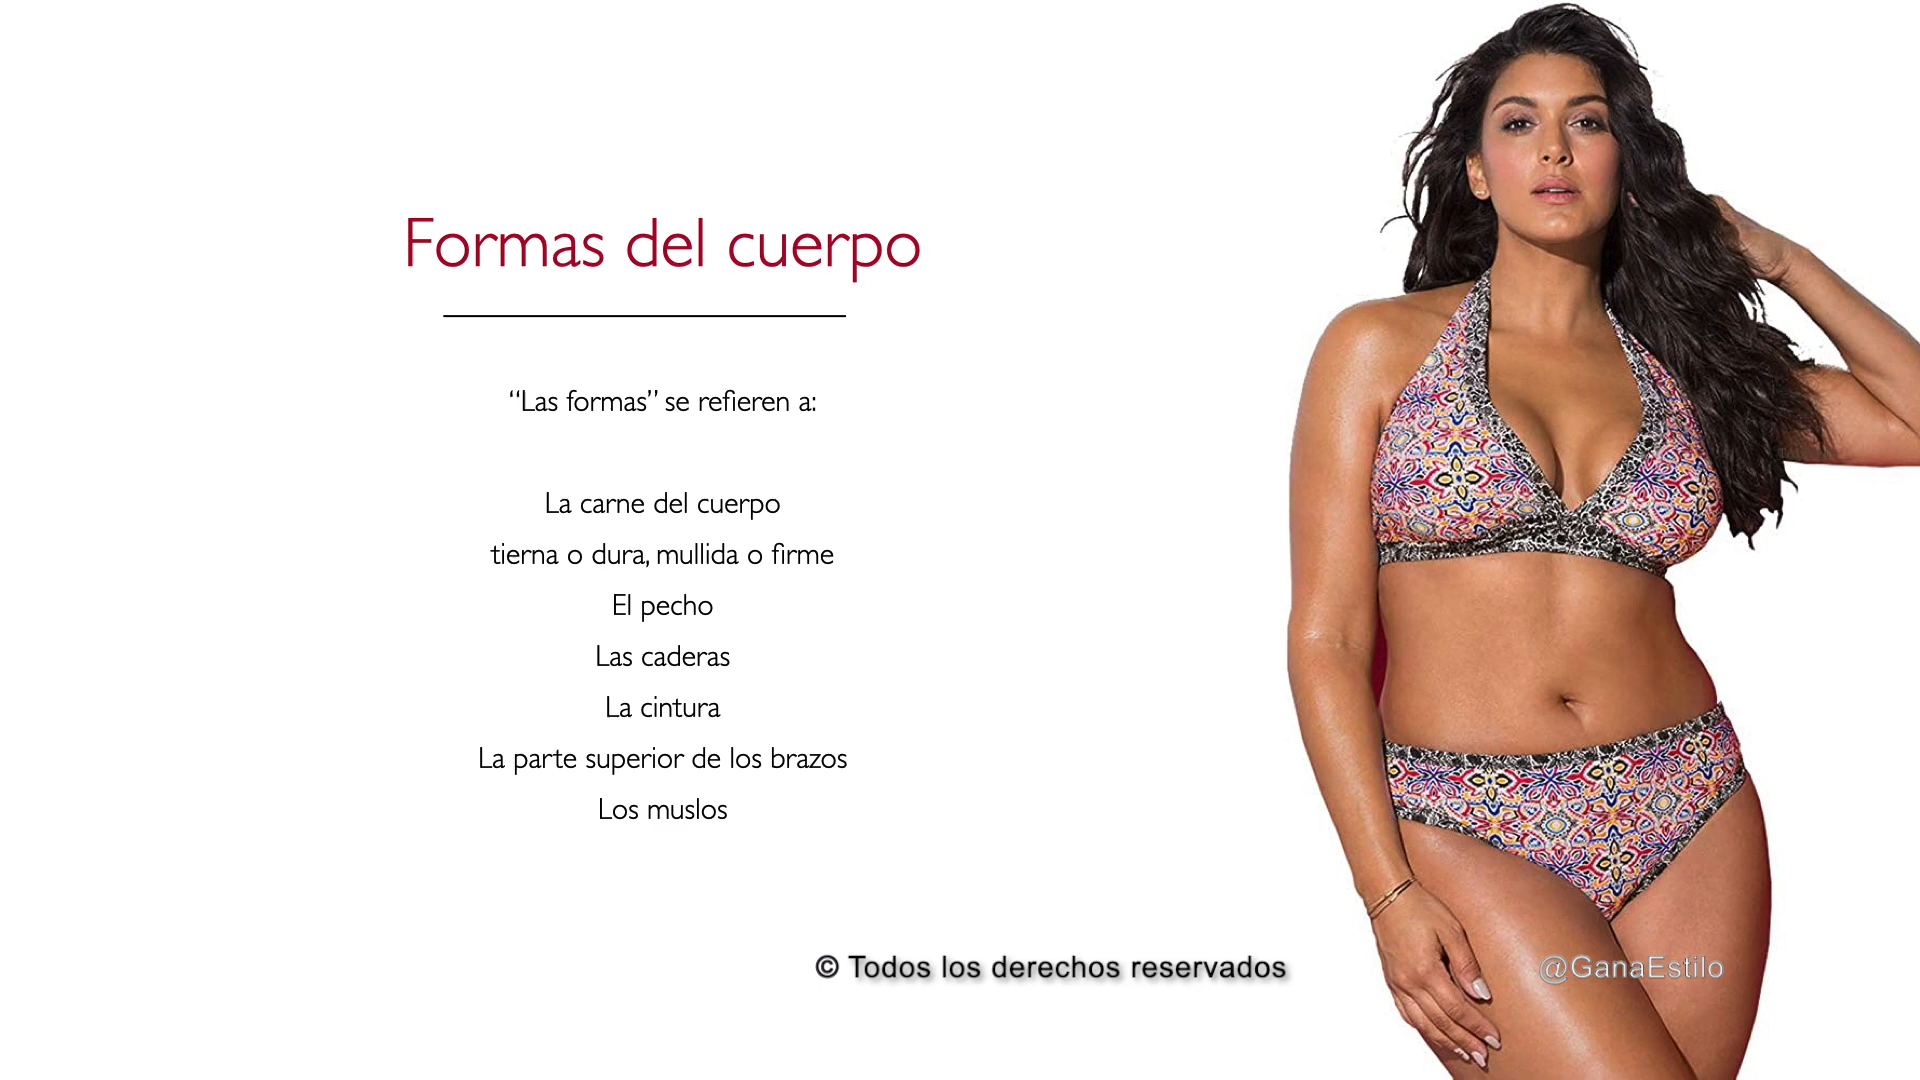 Formas del cuerpo
“Las formas” se refieren a:
La carne del cuerpo
tierna o dura, mullida o firme
El pecho
Las caderas
La cintura
La parte superior de los brazos
Los muslos
© Todos los derechos reservados
@GanaEstilo